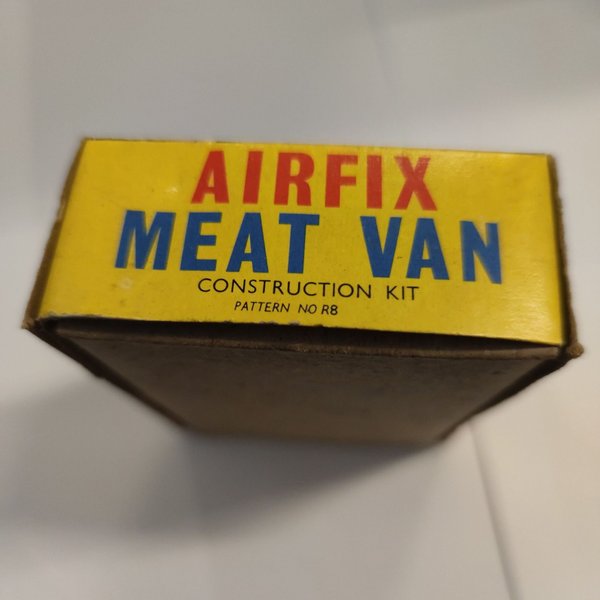 AIRFIX
MEAT VAN
CONSTRUCTION KIT
PATTERN NO R8